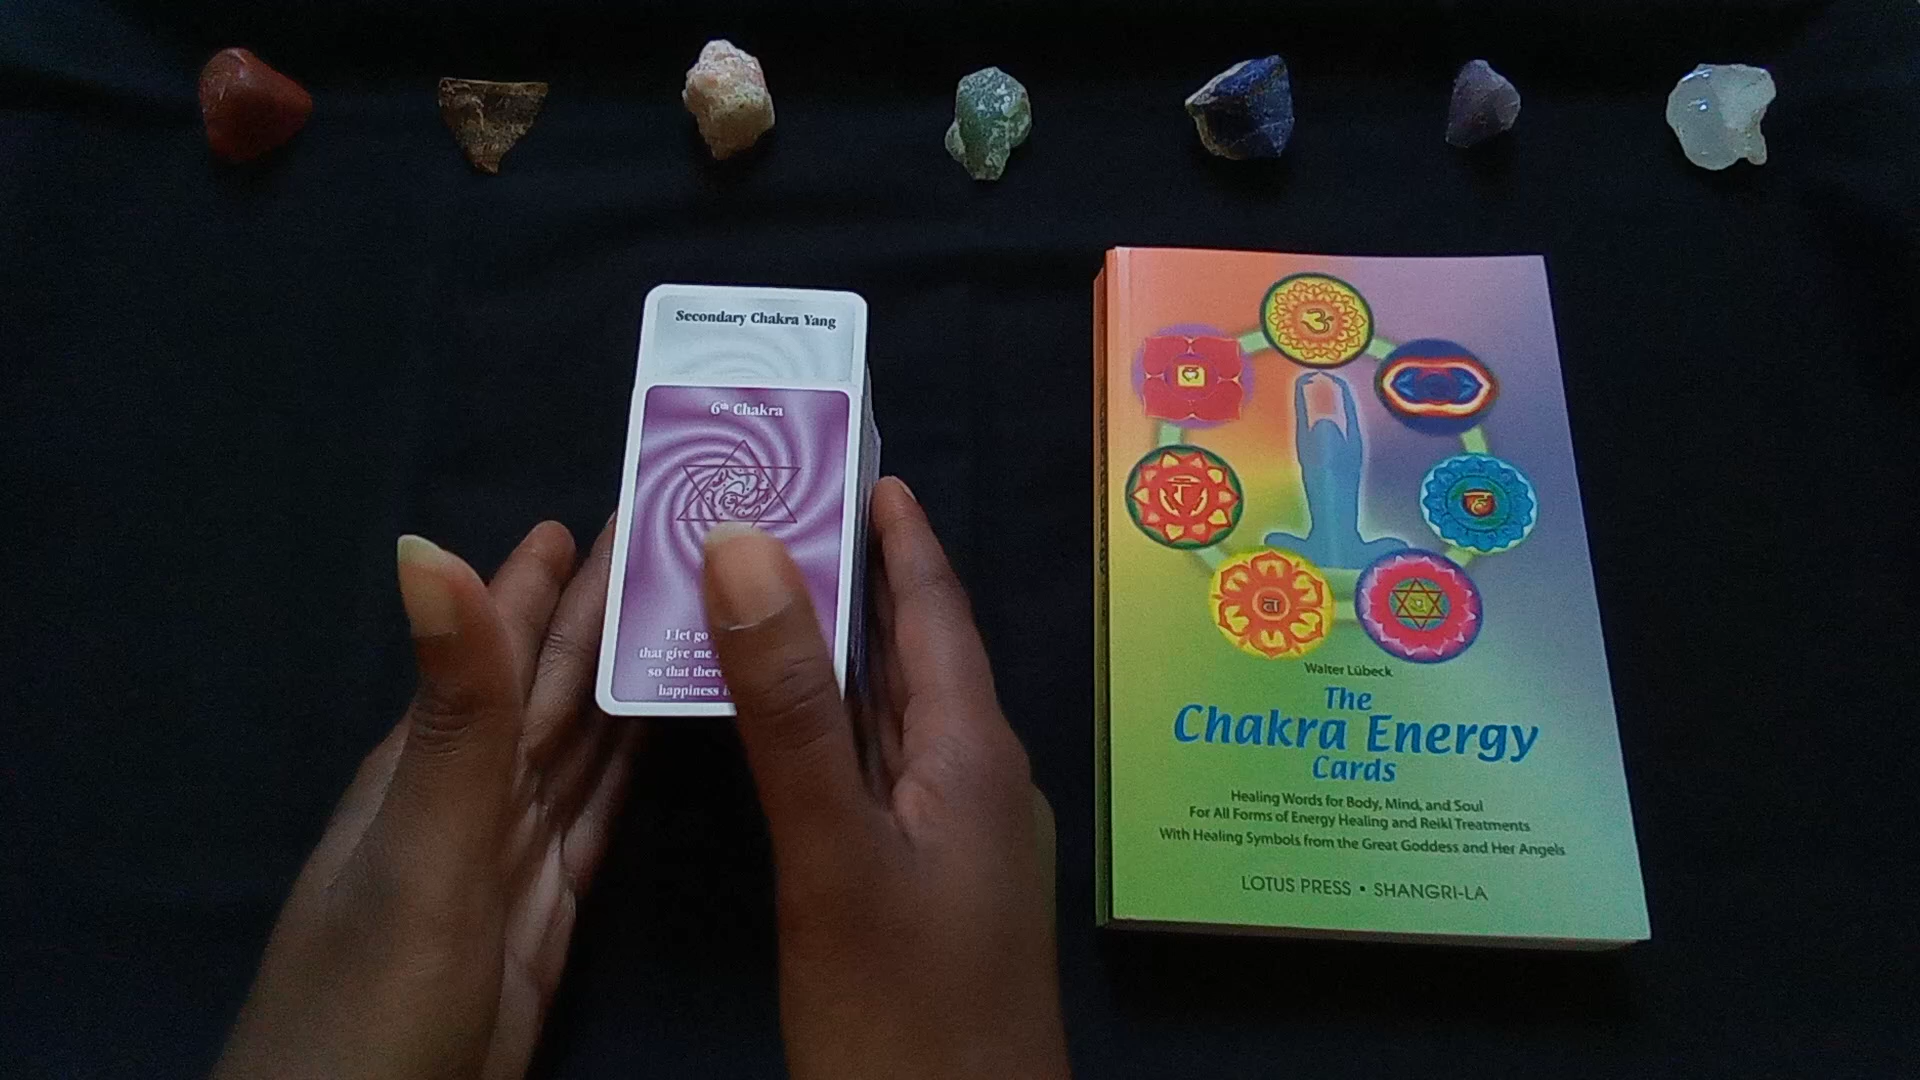 Secondary Chakra Yang
6th Chakra
I let go
that give me
so that there
happiness
Walter Lübeck
The
Chakra Energy
Cards
Healing Words for Body, Mind, and Soul
For All Forms of Energy Healing and Reiki Treatments
With Healing Symbols from the Great Goddess and Her Angels
LOTUS PRESS • SHANGRI-LA